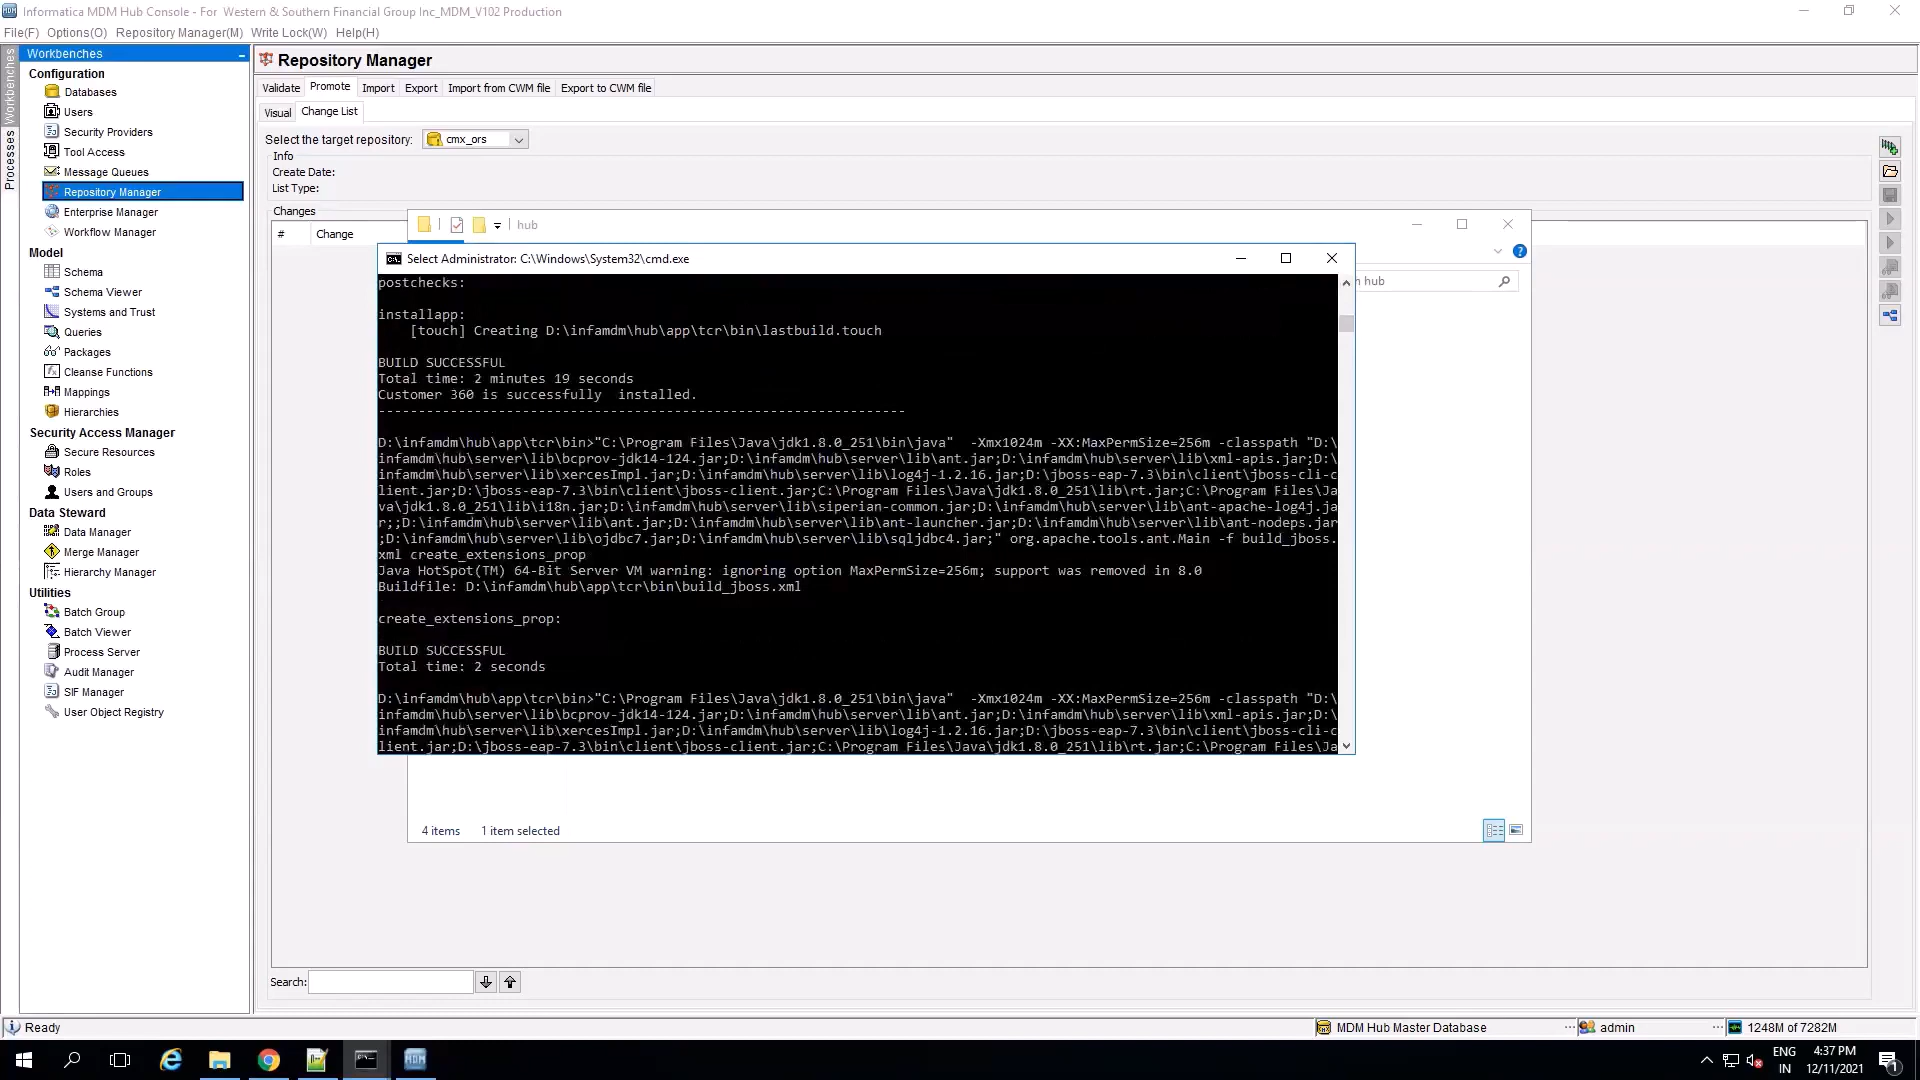 Informatica MDM Hub Console - For  Western & Southern Financial Group Inc_MDM_V102 Production
File(F)  Options(O)  Repository Manager(M)  Write Lock(W)  Help(H)
Workbenches
Processes
Workbenches
Configuration
Databases
Users
Security Providers
Tool Access
Message Queues
Repository Manager
Enterprise Manager
Workflow Manager
Model
Schema
Schema Viewer
Systems and Trust
Queries
Packages
Cleanse Functions
Mappings
Hierarchies
Security Access Manager
Secure Resources
Roles
Users and Groups
Data Steward
Data Manager
Merge Manager
Hierarchy Manager
Utilities
Batch Group
Batch Viewer
Process Server
Audit Manager
SIF Manager
User Object Registry
Repository Manager
Validate  Promote  Import  Export  Import from CWM file  Export to CWM file
Visual  Change List
Select the target repository:  cmx_ors
Info
Create Date:
List Type:
Changes
#  Change
hub
n hub
Select Administrator: C:\Windows\System32\cmd.exe
postchecks:
installapp:
[touch] Creating D:\infamdm\hub\app\tcr\bin\lastbuild.touch
BUILD SUCCESSFUL
Total time: 2 minutes 19 seconds
Customer 360 is successfully  installed.
------------------------------------------------------------------
D:\infamdm\hub\app\tcr\bin>"C:\Program Files\Java\jdk1.8.0_251\bin\java"  -Xmx1024m -XX:MaxPermSize=256m -classpath "D:\
infamdm\hub\server\lib\bcprov-jdk14-124.jar;D:\infamdm\hub\server\lib\ant.jar;D:\infamdm\hub\server\lib\xml-apis.jar;D:\
infamdm\hub\server\lib\xercesImpl.jar;D:\infamdm\hub\server\lib\log4j-1.2.16.jar;D:\jboss-eap-7.3\bin\client\jboss-cli-c
lient.jar;D:\jboss-eap-7.3\bin\client\jboss-client.jar;C:\Program Files\Java\jdk1.8.0_251\lib\rt.jar;C:\Program Files\Ja
va\jdk1.8.0_251\lib\i18n.jar;D:\infamdm\hub\server\lib\siperian-common.jar;D:\infamdm\hub\server\lib\ant-apache-log4j.ja
r;;D:\infamdm\hub\server\lib\ant.jar;D:\infamdm\hub\server\lib\ant-launcher.jar;D:\infamdm\hub\server\lib\ant-nodeps.jar
;D:\infamdm\hub\server\lib\ojdbc7.jar;D:\infamdm\hub\server\lib\sqljdbc4.jar;" org.apache.tools.ant.Main -f build_jboss.
xml create_extensions_prop
Java HotSpot(TM) 64-Bit Server VM warning: ignoring option MaxPermSize=256m; support was removed in 8.0
Buildfile: D:\infamdm\hub\app\tcr\bin\build_jboss.xml
create_extensions_prop:
BUILD SUCCESSFUL
Total time: 2 seconds
D:\infamdm\hub\app\tcr\bin>"C:\Program Files\Java\jdk1.8.0_251\bin\java"  -Xmx1024m -XX:MaxPermSize=256m -classpath "D:\
infamdm\hub\server\lib\bcprov-jdk14-124.jar;D:\infamdm\hub\server\lib\ant.jar;D:\infamdm\hub\server\lib\xml-apis.jar;D:\
infamdm\hub\server\lib\xercesImpl.jar;D:\infamdm\hub\server\lib\log4j-1.2.16.jar;D:\jboss-eap-7.3\bin\client\jboss-cli-c
lient.jar;D:\jboss-eap-7.3\bin\client\jboss-client.jar;C:\Program Files\Java\jdk1.8.0_251\lib\rt.jar;C:\Program Files\Ja
4 items  1 item selected
Search:
Ready  MDM Hub Master Database  ...  admin  ...  1248M of 7282M
MDM
ENG
IN
4:37 PM
12/11/2021
1